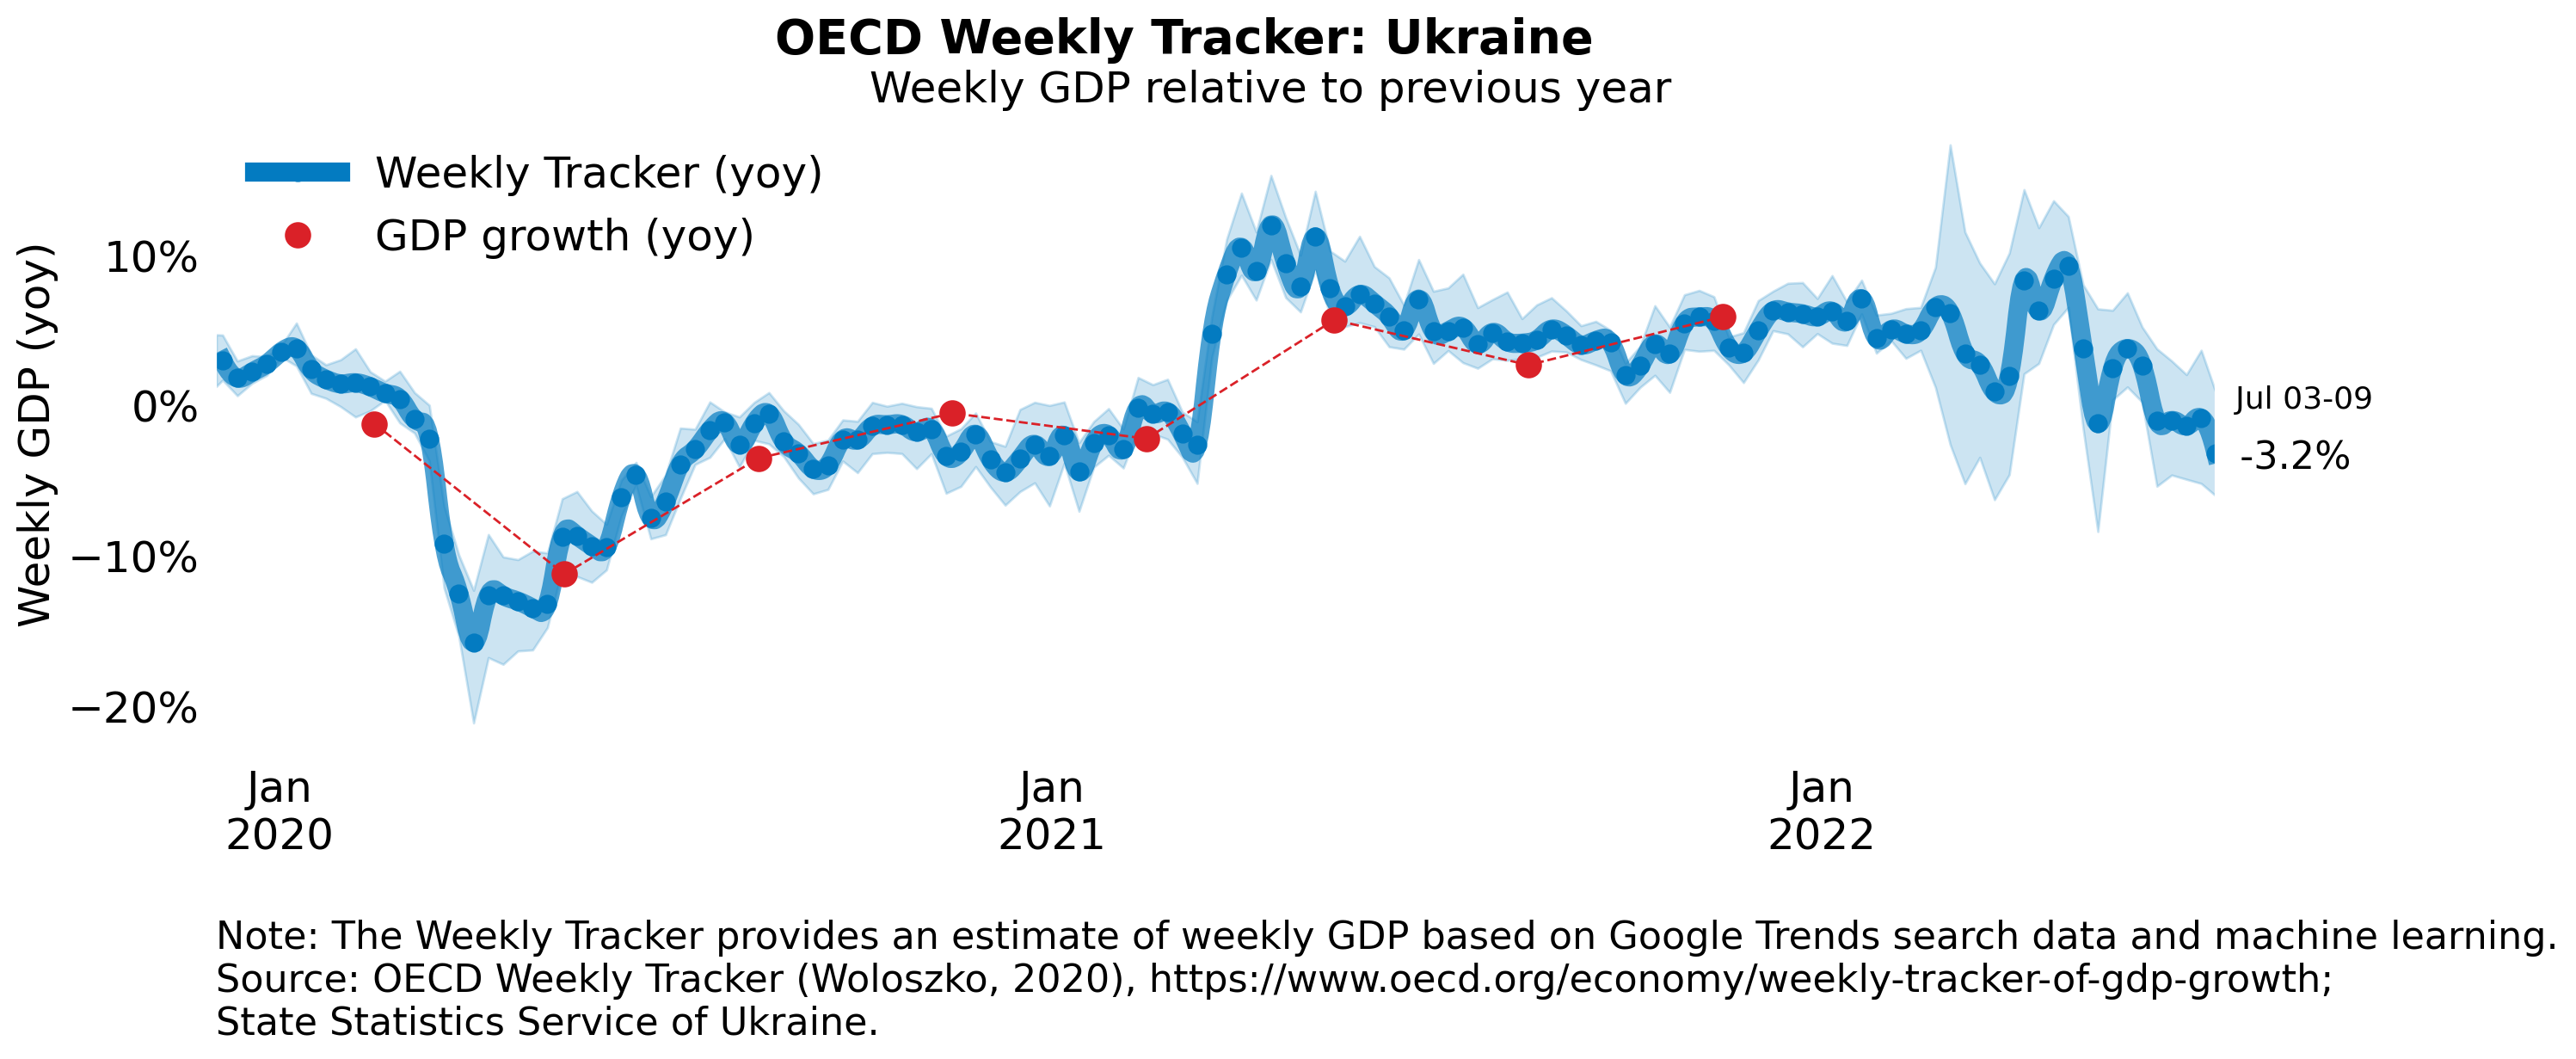 OECD Weekly Tracker: Ukraine
Weekly GDP relative to previous year
Weekly Tracker (yoy)
GDP growth (yoy)
Weekly GDP (yoy)
10%
0%
−10%
−20%
Jul 03-09
-3.2%
Jan
2020
Jan
2021
Jan
2022
Note: The Weekly Tracker provides an estimate of weekly GDP based on Google Trends search data and machine learning.
Source: OECD Weekly Tracker (Woloszko, 2020), https://www.oecd.org/economy/weekly-tracker-of-gdp-growth;
State Statistics Service of Ukraine.